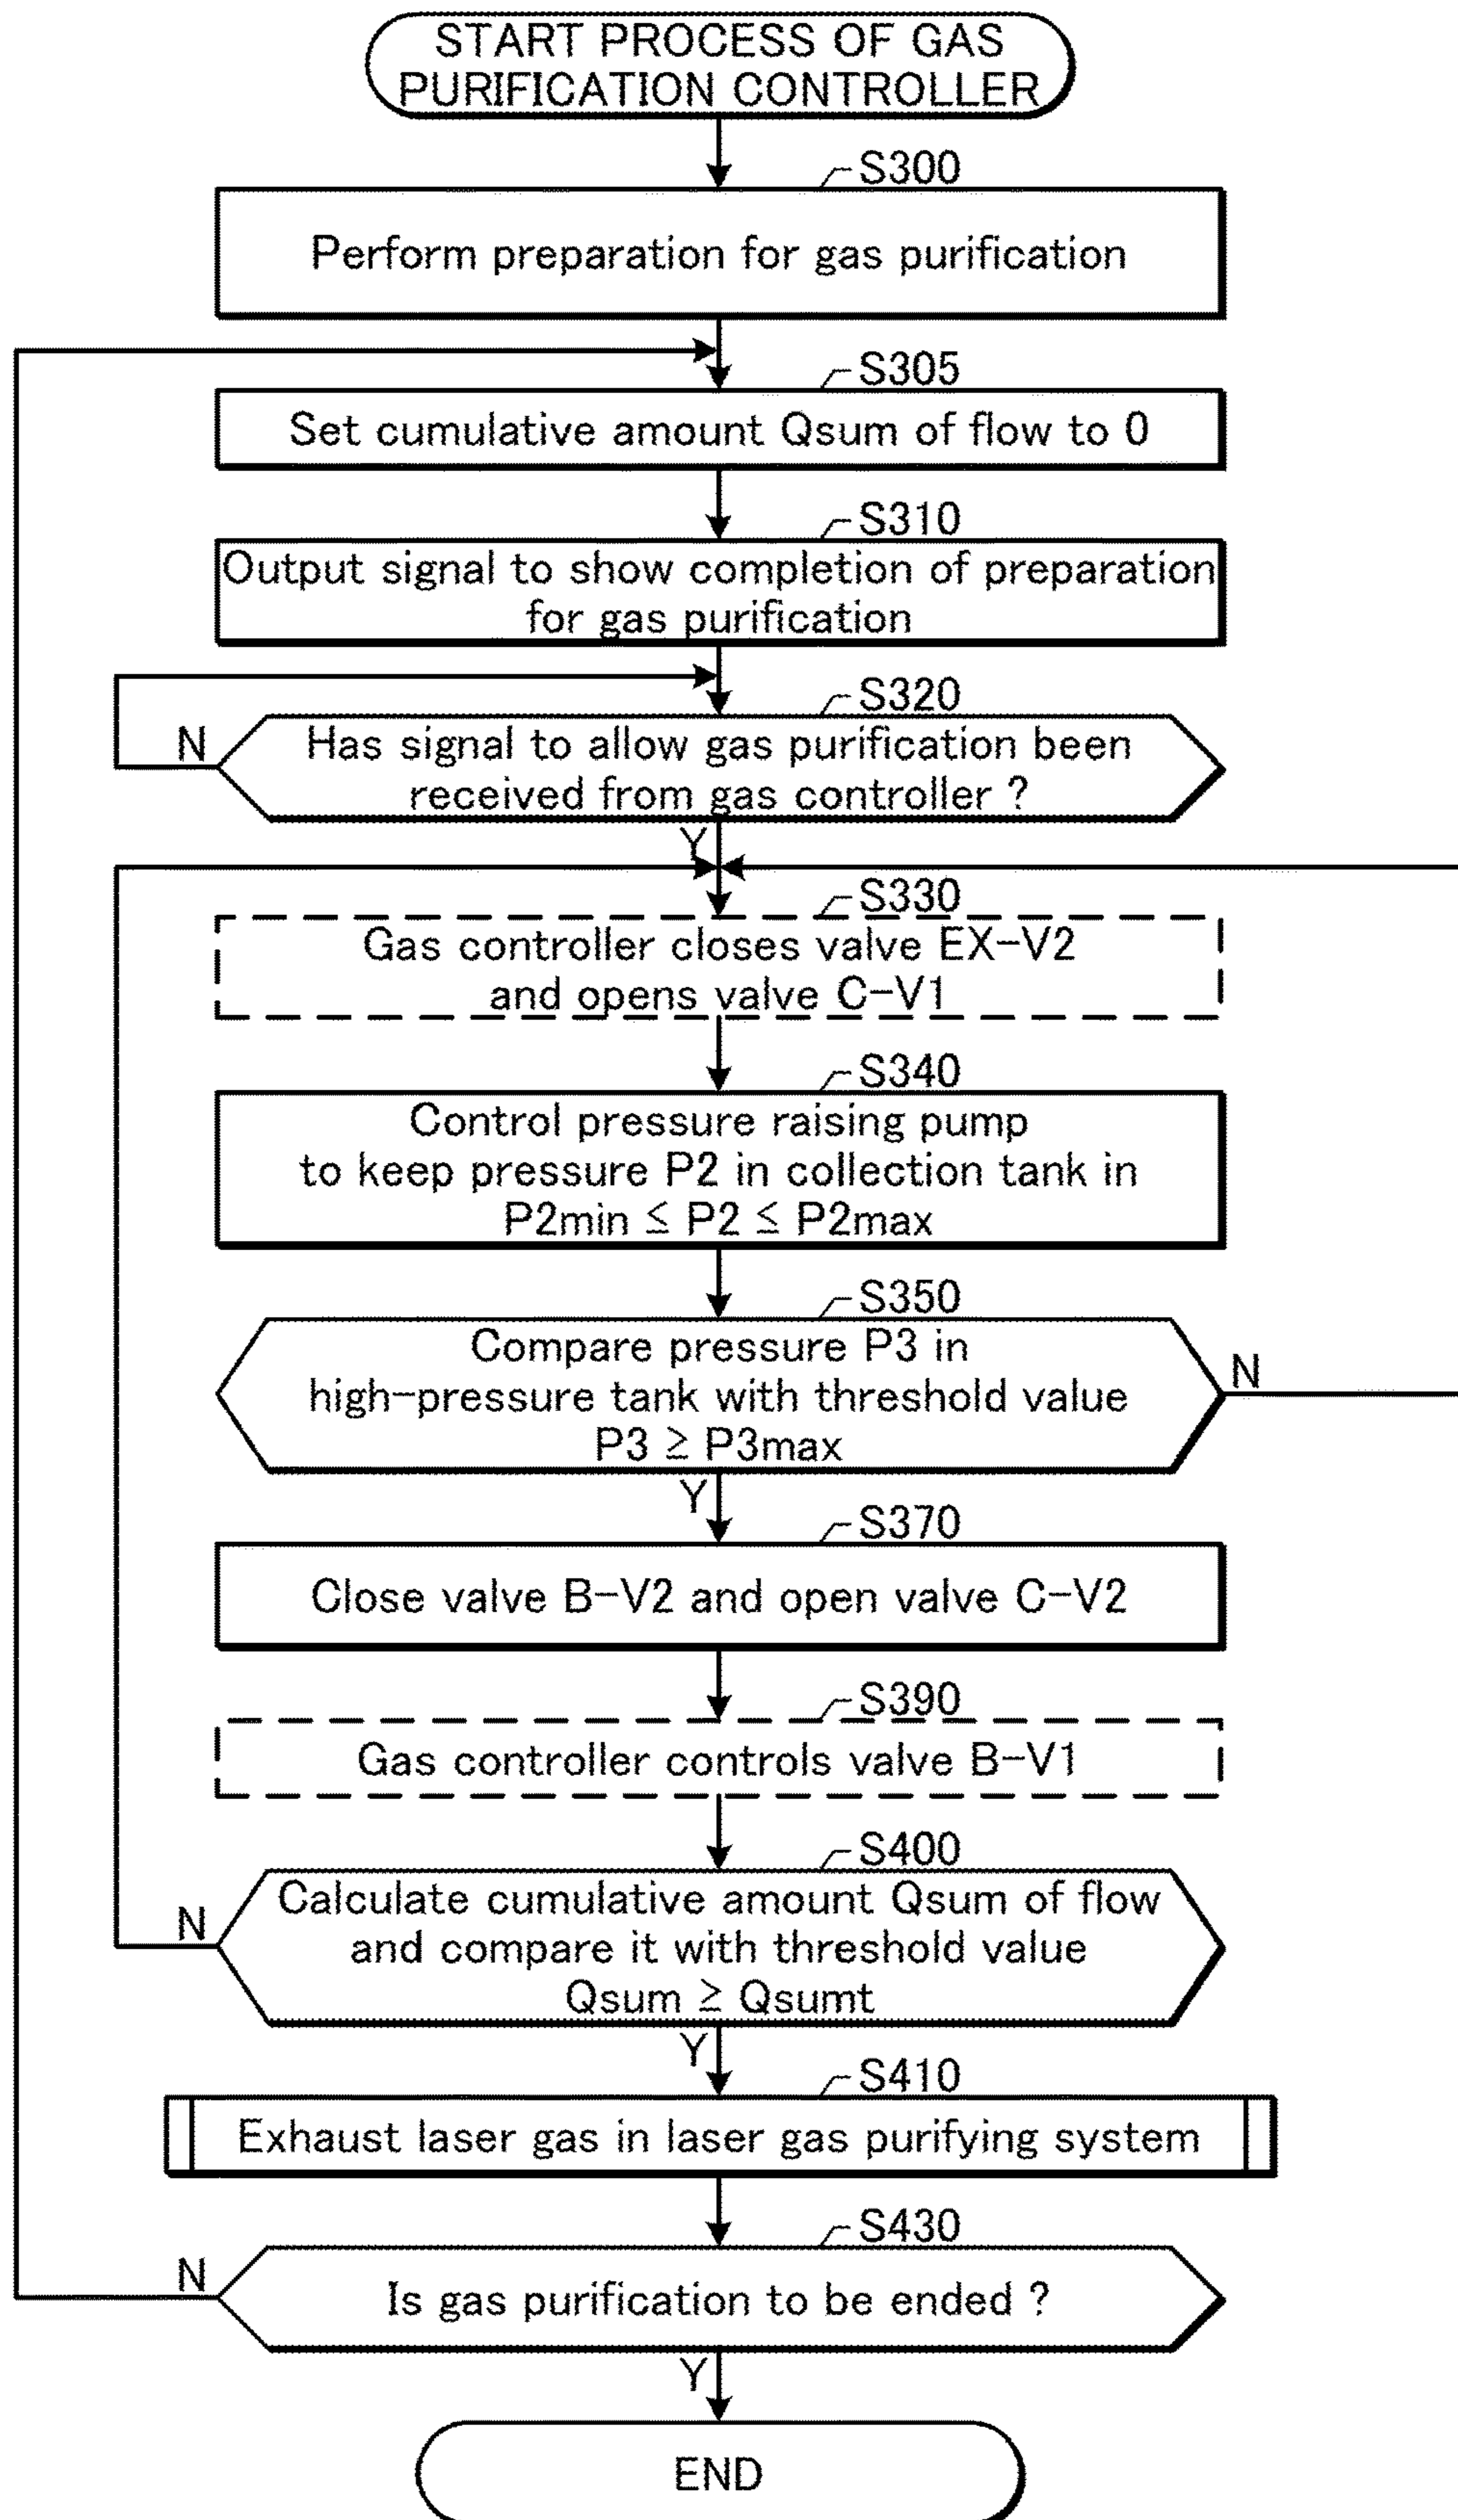 START PROCESS OF GAS
PURIFICATION CONTROLLER
S300
Perform preparation for gas purification
S305
Set cumulative amount Qsum of flow to 0
S310
Output signal to show completion of preparation
for gas purification
S320
N
Has signal to allow gas purification been
received from gas controller ?
Y
S330
Gas controller closes valve EX-V2
and opens valve C-V1
S340
Control pressure raising pump
to keep pressure P2 in collection tank in
P2min ≦ P2 ≦ P2max
S350
Compare pressure P3 in
high-pressure tank with threshold value
P3 ≧ P3max
N
Y
S370
Close valve B-V2 and open valve C-V2
S390
Gas controller controls valve B-V1
S400
N
Calculate cumulative amount Qsum of flow
and compare it with threshold value
Qsum ≧ Qsumt
Y
S410
Exhaust laser gas in laser gas purifying system
S430
N
Is gas purification to be ended ?
Y
END